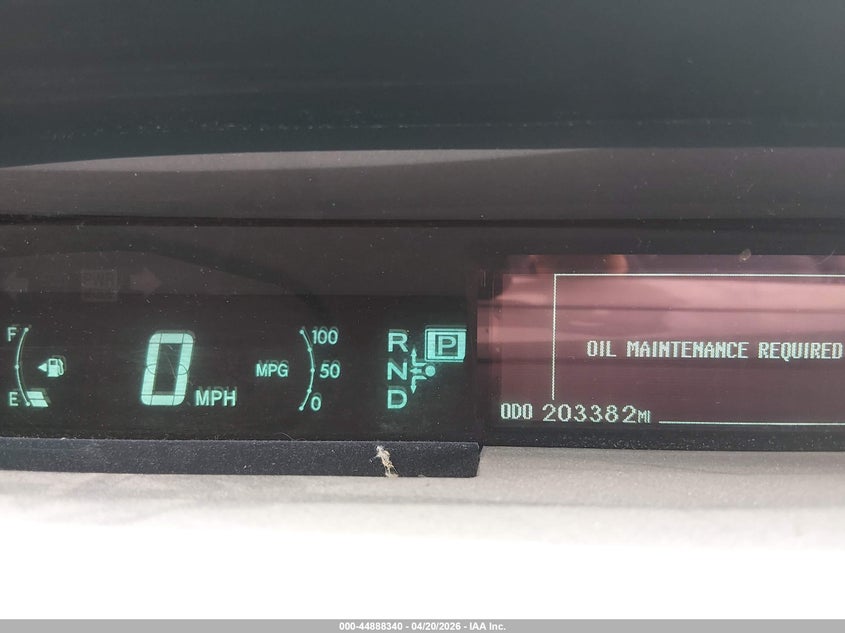 F
E
0 MPH
MPG
100
50
0
R
N
D
P
OIL MAINTENANCE REQUIRED
ODO 203382MI
000-44888340 - 04/20/2026 - IAA Inc.